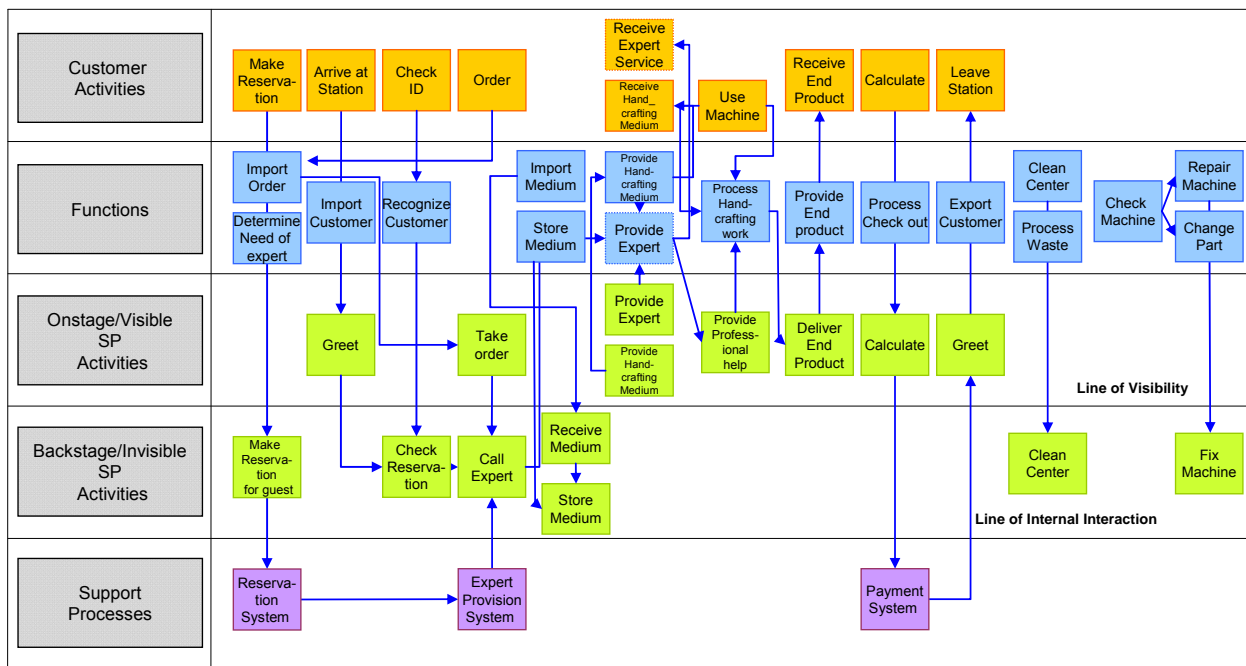 Customer
Activities
Make
Reserva-
tion
Arrive at
Station
Check
ID
Order
Receive
Expert
Service
Receive
Hand_
crafting
Medium
Use
Machine
Receive
End
Product
Calculate
Leave
Station
Functions
Import
Order
Determine
Need of
expert
Import
Customer
Recognize
Customer
Import
Medium
Store
Medium
Provide
Hand-
crafting
Medium
Provide
Expert
Process
Hand-
crafting
work
Provide
End
product
Process
Check out
Export
Customer
Clean
Center
Process
Waste
Check
Machine
Repair
Machine
Change
Part
Onstage/Visible
SP
Activities
Greet
Take
order
Provide
Expert
Provide
Hand-
crafting
Medium
Provide
Profess-
ional
help
Deliver
End
Product
Calculate
Greet
Line of Visibility
Backstage/Invisible
SP
Activities
Make
Reserva-
tion
for guest
Check
Reserva-
tion
Call
Expert
Receive
Medium
Store
Medium
Clean
Center
Fix
Machine
Line of Internal Interaction
Support
Processes
Reserva-
tion
System
Expert
Provision
System
Payment
System